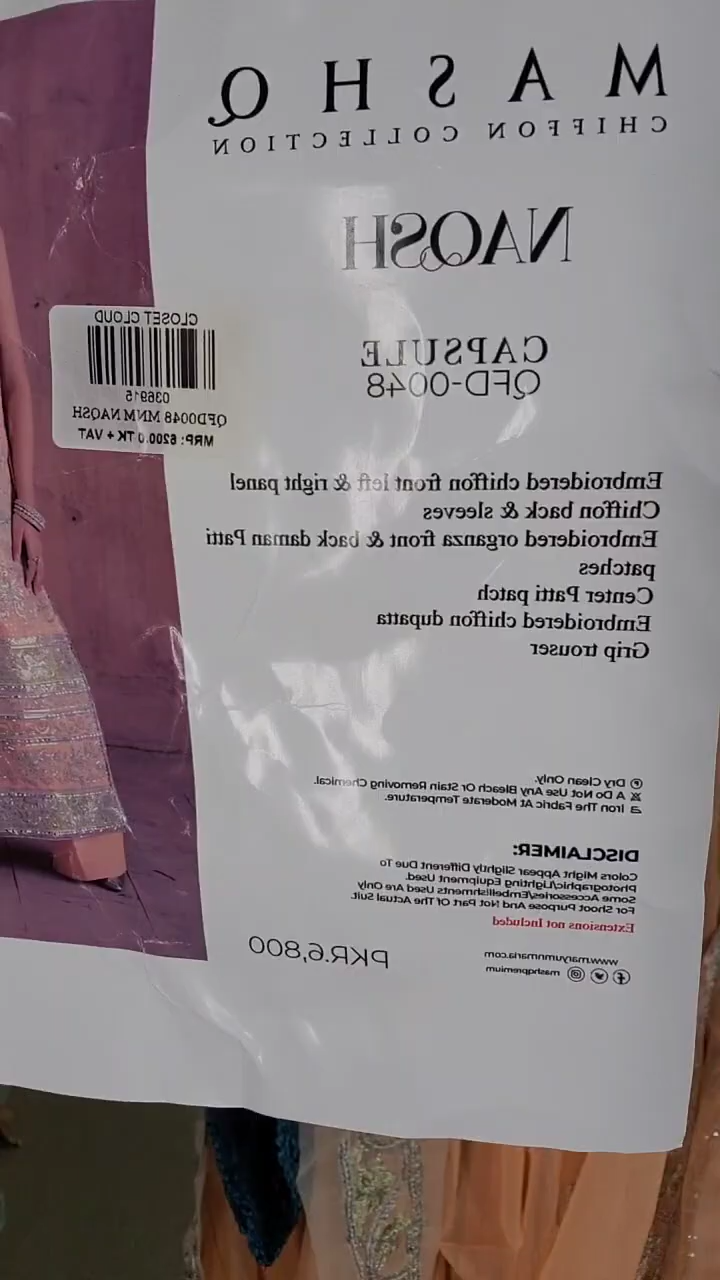 MASHQ
CHIFFON COLLECTION
NAQSH
CAPSULE
QFD-0048
CLOSET CLOUD
036915
QFD0048 MNM NAQSH
MRP: 6200.0 TK + VAT
Embroidered chiffon front left & right panel
Chiffon back & sleeves
Embroidered organza front & back daman Patti
patches
Center Patti patch
Embroidered chiffon dupatta
Grip trouser
Dry Clean Only.
A Do Not Use Any Bleach Or Stain Removing Chemical.
Iron The Fabric At Moderate Temperature.
DISCLAIMER:
Colors Might Appear Slightly Different Due To
Photographic/Lighting Equipment Used.
Some Accessories/Embellishments Used Are Only
For Shoot Purpose And Not Part Of The Actual Suit.
Extensions not Included
www.maryumnmaria.com
mashqpremium
PKR.6,800